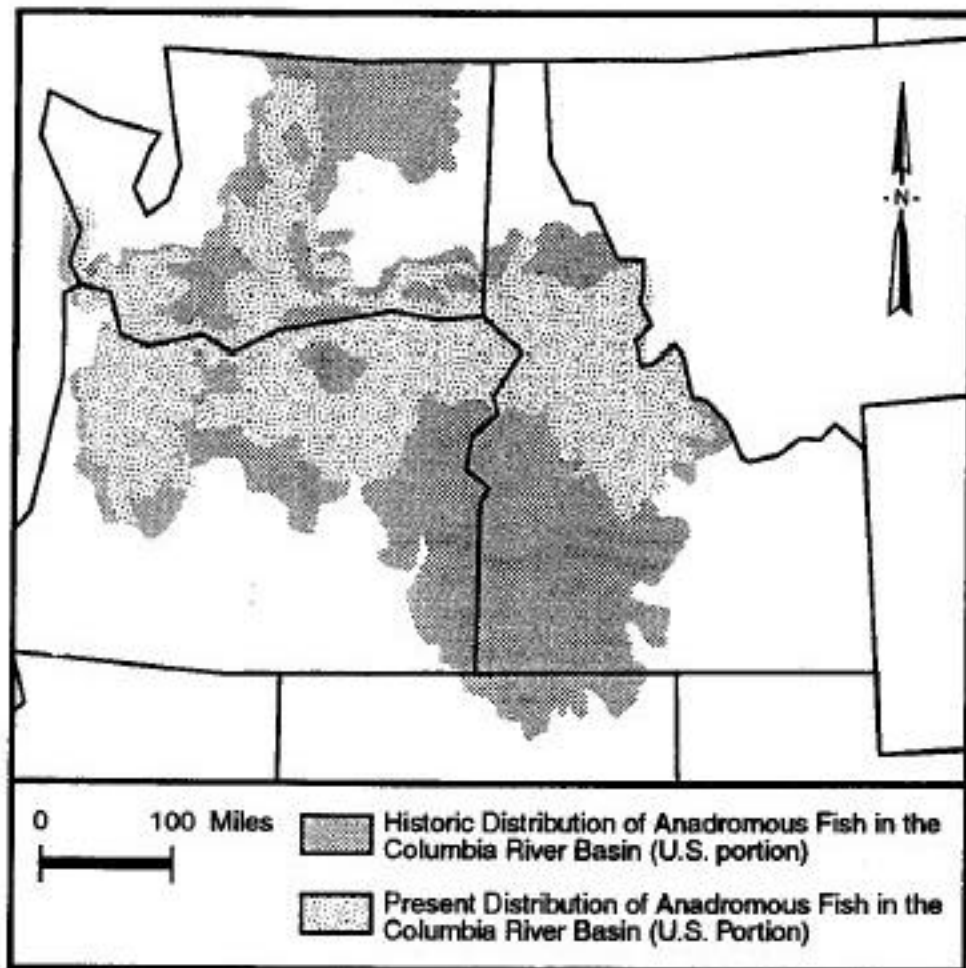 N
0 100 Miles
Historic Distribution of Anadromous Fish in the
Columbia River Basin (U.S. portion)
Present Distribution of Anadromous Fish in the
Columbia River Basin (U.S. Portion)